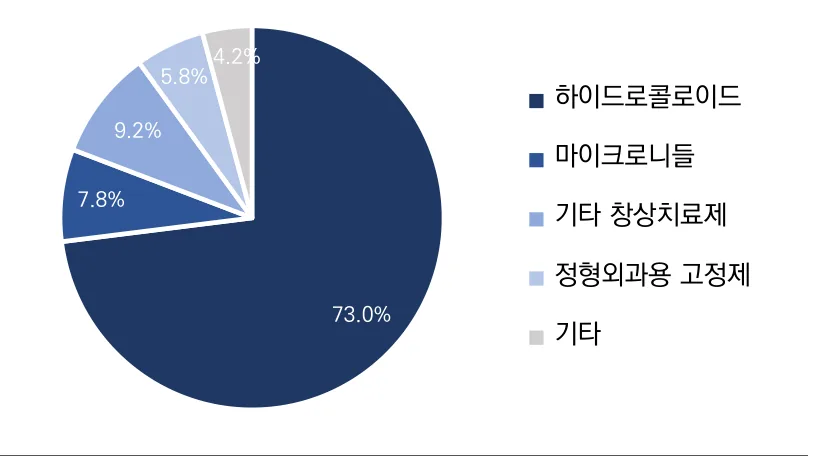 4.2%
5.8%
9.2%
7.8%
73.0%
하이드로콜로이드
마이크로니들
기타 창상치료제
정형외과용 고정제
기타